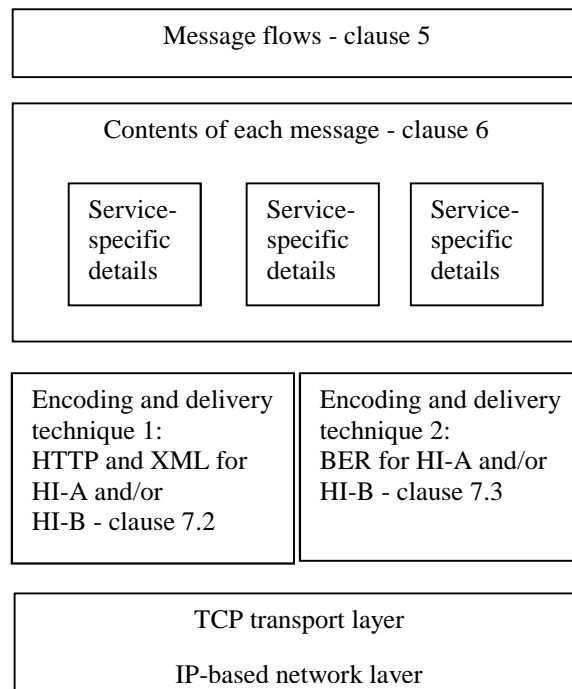 Message flows - clause 5
Contents of each message - clause 6
Service-
specific
details
Service-
specific
details
Service-
specific
details
Encoding and delivery
technique 1:
HTTP and XML for
HI-A and/or
HI-B - clause 7.2
Encoding and delivery
technique 2:
BER for HI-A and/or
HI-B - clause 7.3
TCP transport layer
IP-based network layer